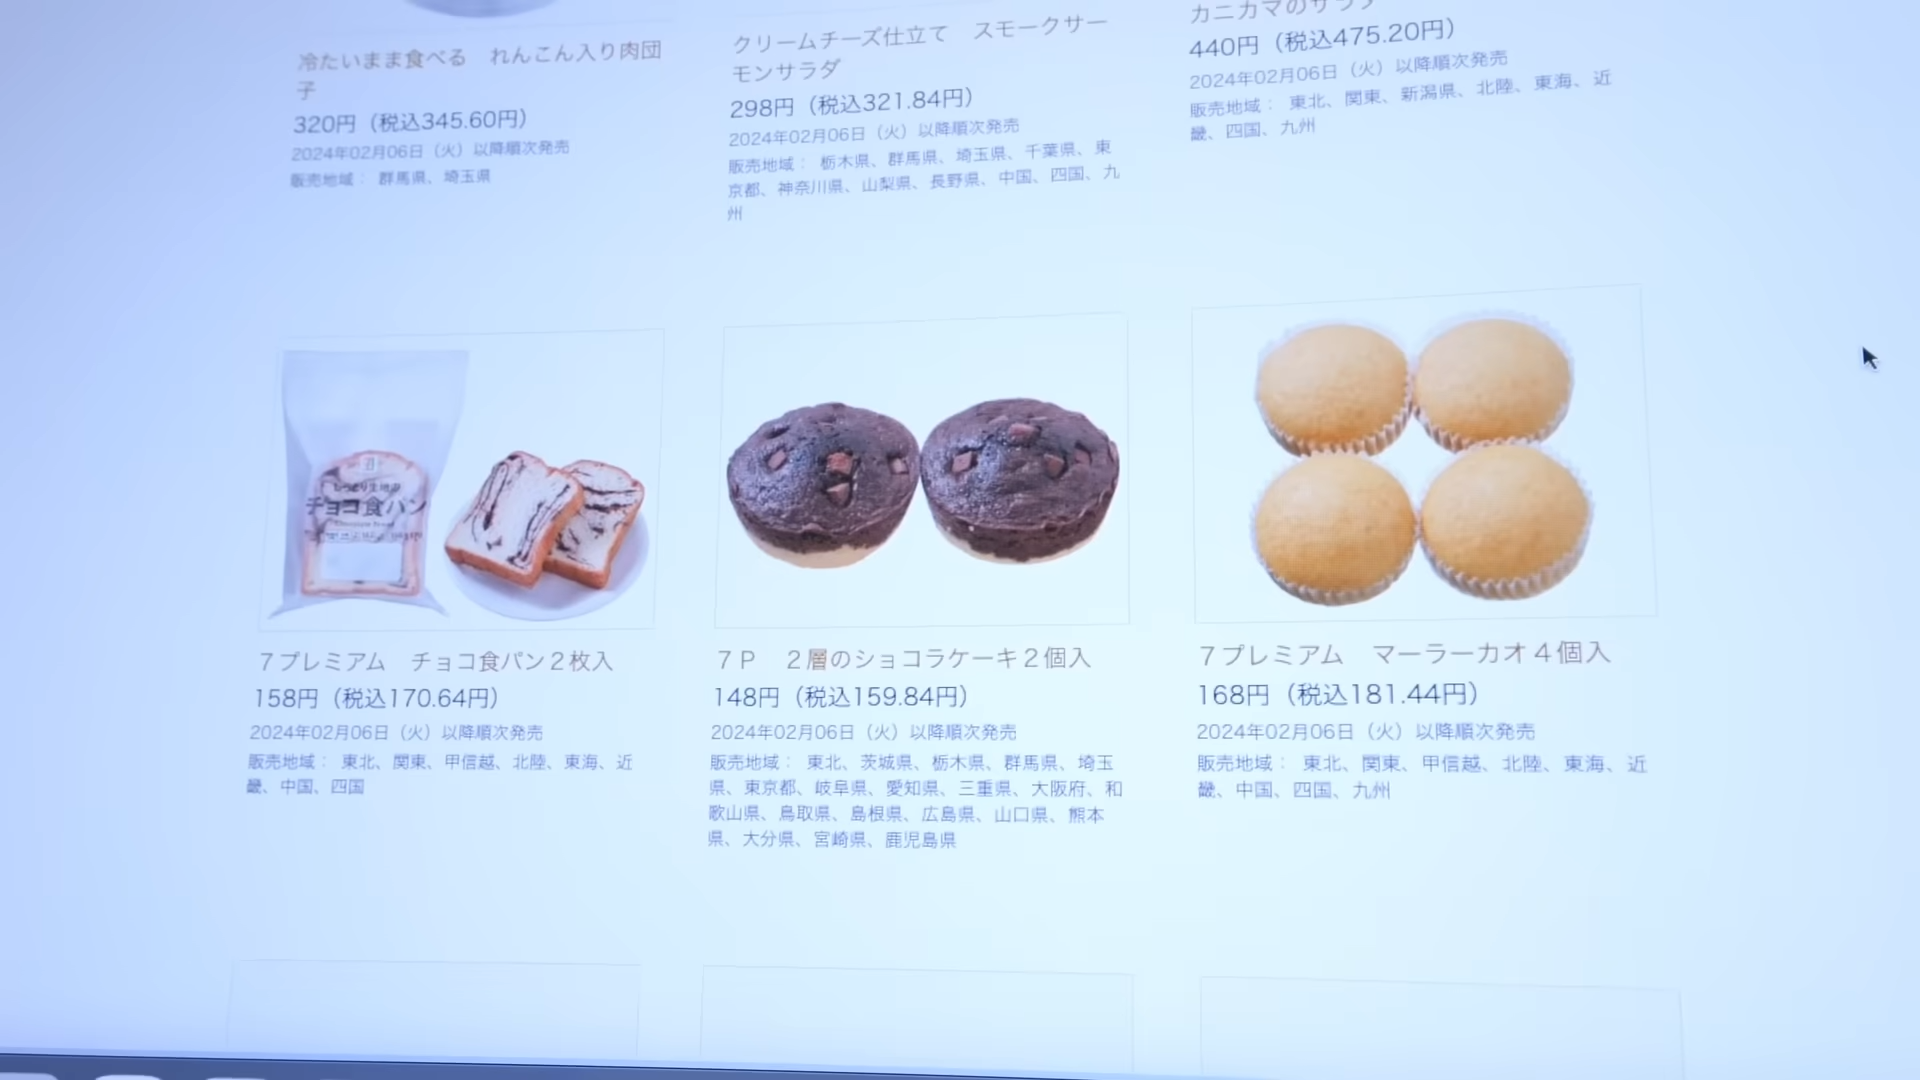 冷たいまま食べる　れんこん入り肉団
子
320円（税込345.60円）
2024年02月06日（火）以降順次発売
販売地域： 群馬県、埼玉県
クリームチーズ仕立て　スモークサー
モンサラダ
298円（税込321.84円）
2024年02月06日（火）以降順次発売
販売地域： 栃木県、群馬県、埼玉県、千葉県、東
京都、神奈川県、山梨県、長野県、中国、四国、九
州
カニカマのサラダ
440円（税込475.20円）
2024年02月06日（火）以降順次発売
販売地域： 東北、関東、新潟県、北陸、東海、近
畿、四国、九州
チョコ食パン
７プレミアム　チョコ食パン２枚入
158円（税込170.64円）
2024年02月06日（火）以降順次発売
販売地域： 東北、関東、甲信越、北陸、東海、近
畿、中国、四国
７Ｐ　２層のショコラケーキ２個入
148円（税込159.84円）
2024年02月06日（火）以降順次発売
販売地域： 東北、茨城県、栃木県、群馬県、埼玉
県、東京都、岐阜県、愛知県、三重県、大阪府、和
歌山県、鳥取県、島根県、広島県、山口県、熊本
県、大分県、宮崎県、鹿児島県
７プレミアム　マーラーカオ４個入
168円（税込181.44円）
2024年02月06日（火）以降順次発売
販売地域： 東北、関東、甲信越、北陸、東海、近
畿、中国、四国、九州